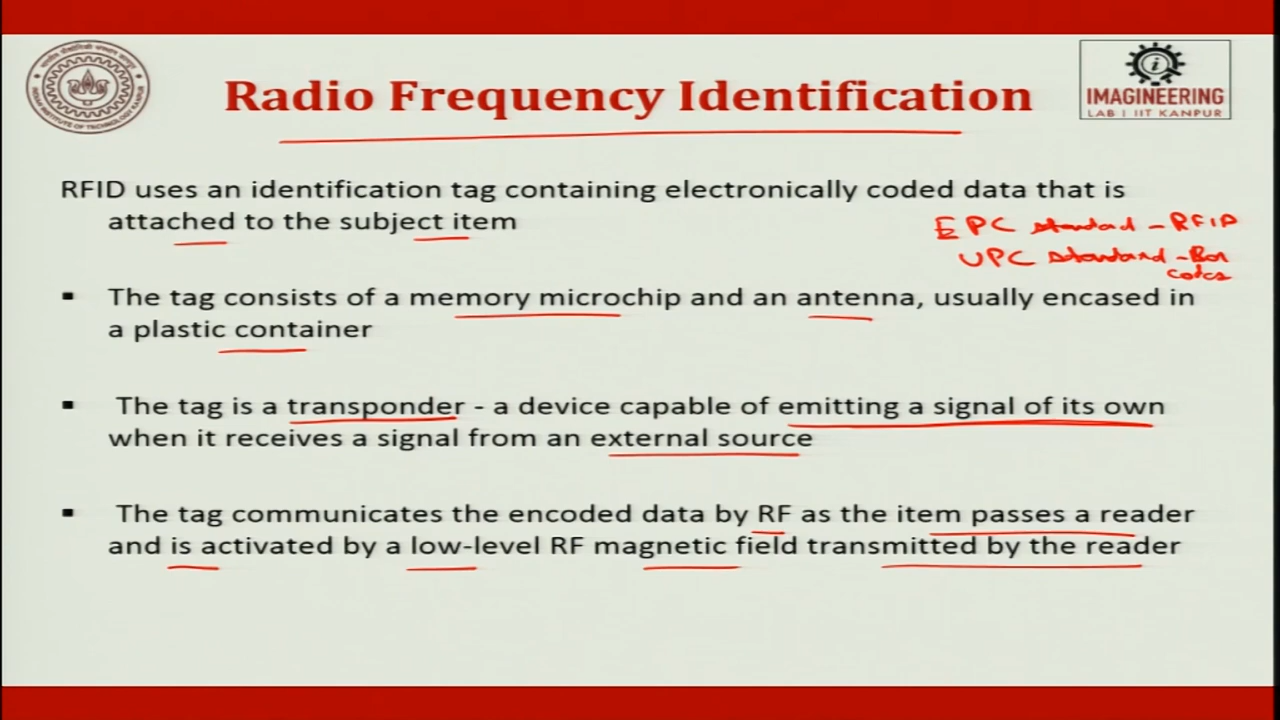 Radio Frequency Identification
IMAGINEERING
LAB | IIT KANPUR
RFID uses an identification tag containing electronically coded data that is
attached to the subject item
EPC standard - RFID
UPC standard - Bar
codes
▪ The tag consists of a memory microchip and an antenna, usually encased in
a plastic container
▪ The tag is a transponder - a device capable of emitting a signal of its own
when it receives a signal from an external source
▪ The tag communicates the encoded data by RF as the item passes a reader
and is activated by a low-level RF magnetic field transmitted by the reader